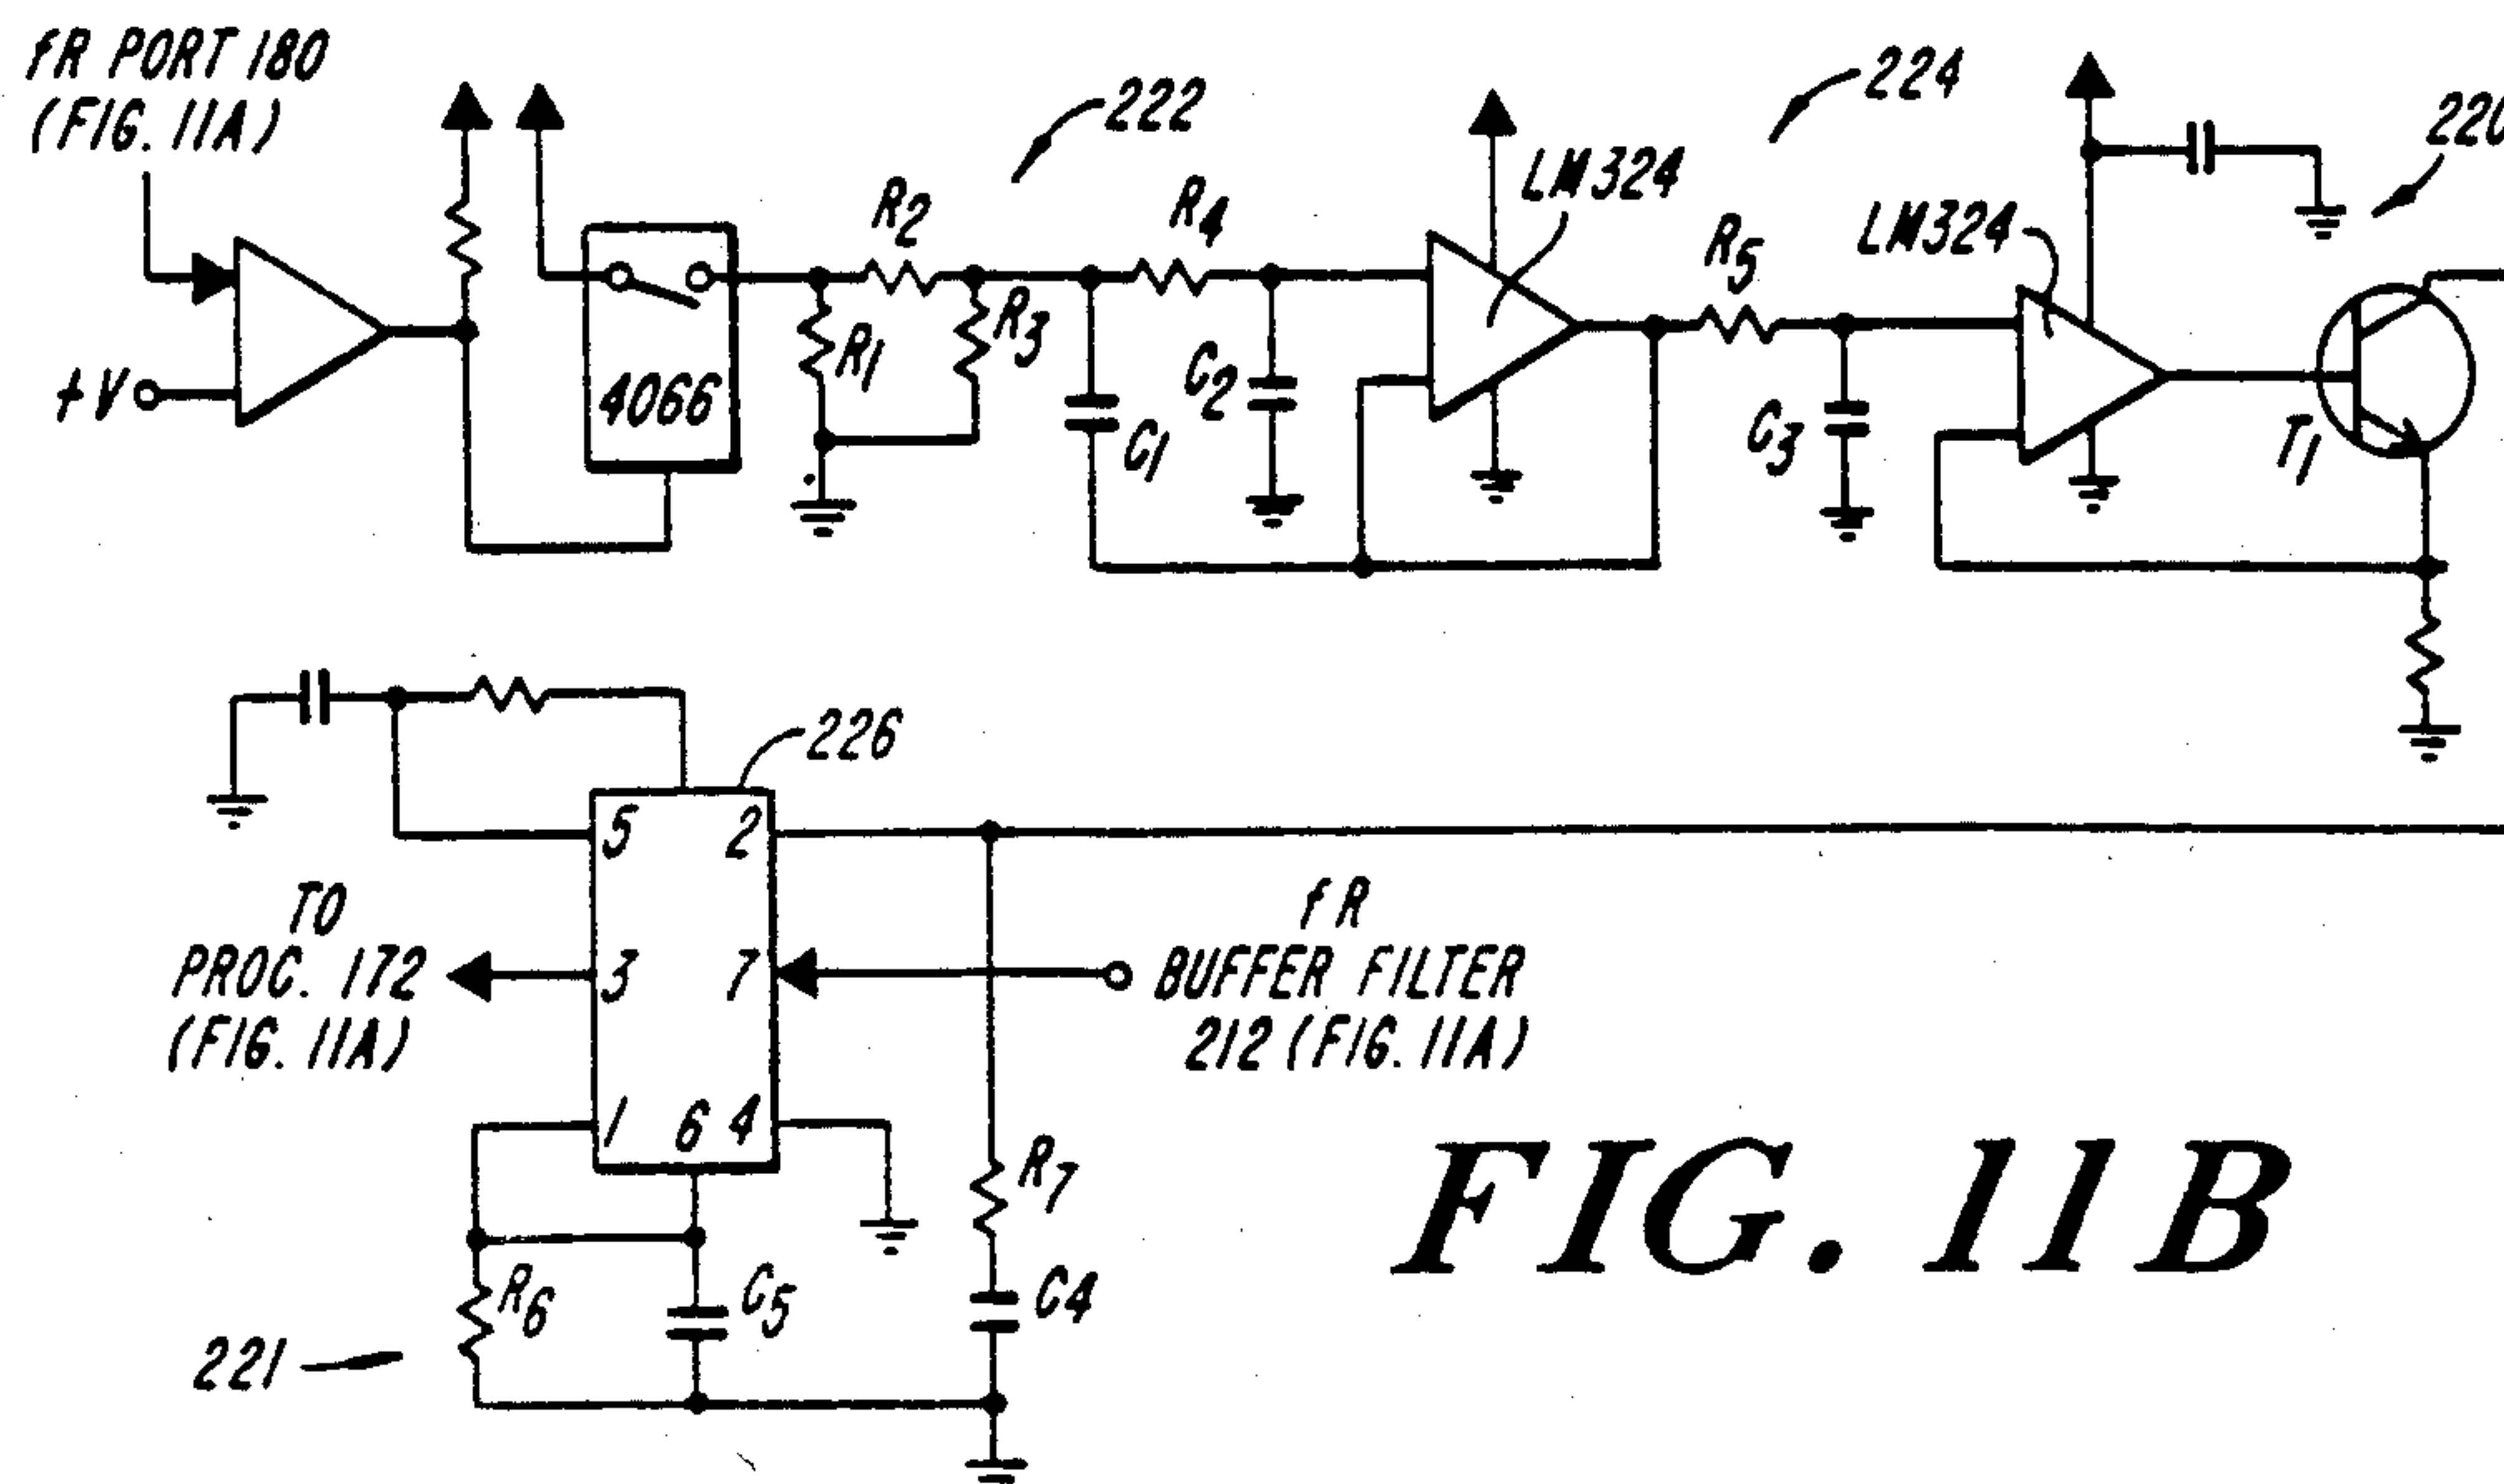 FR PORT 180
(FIG. 11A)
222
224
220
LM324
LM324
R2
R4
R5
R1
R3
4066
+V
C1
C2
C3
T1
226
5
2
TO
PROC. 172
(FIG. 11A)
3
7
FR
BUFFER FILTER
212 (FIG. 11A)
1
6
4
R7
R6
C5
C4
221
FIG. 11B